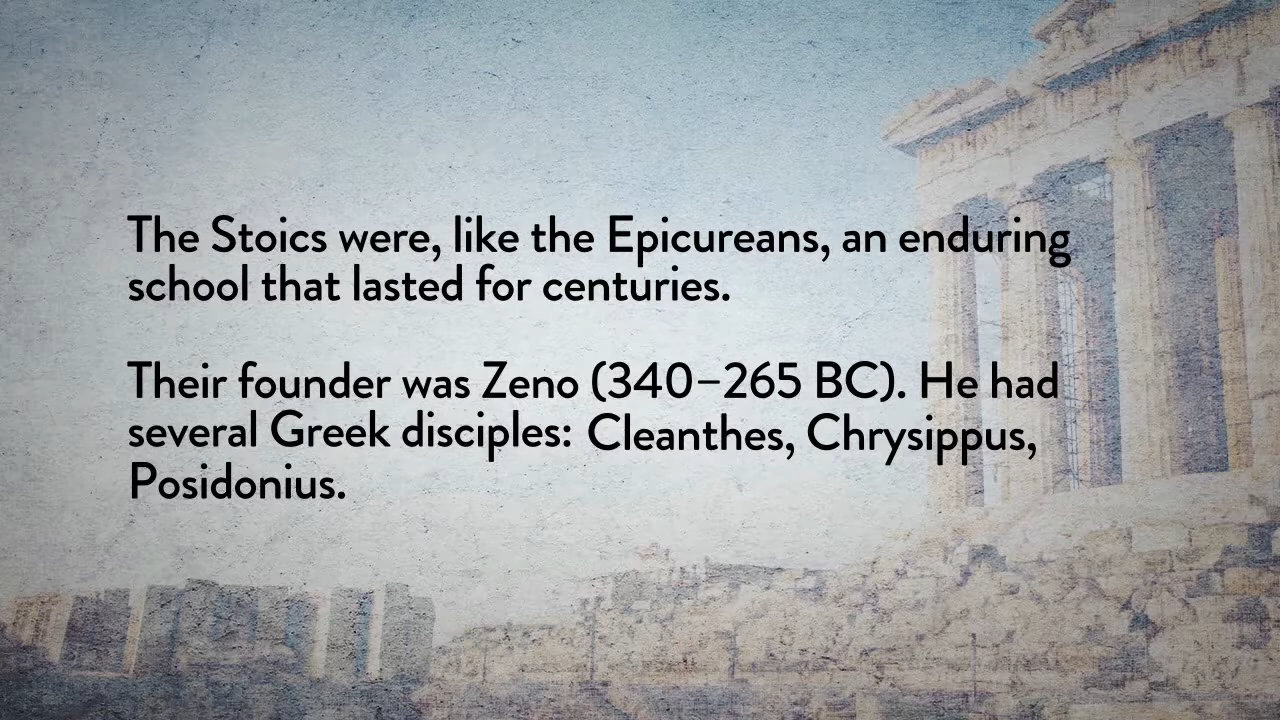 The Stoics were, like the Epicureans, an enduring
school that lasted for centuries.
Their founder was Zeno (340–265 BC). He had
several Greek disciples: Cleanthes, Chrysippus,
Posidonius.